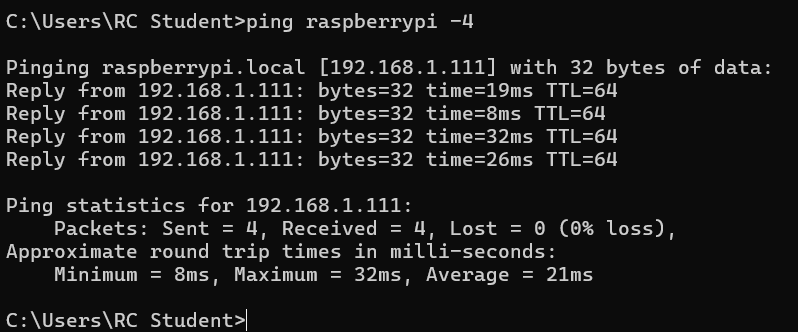 C:\Users\RC Student>ping raspberrypi -4
Pinging raspberrypi.local [192.168.1.111] with 32 bytes of data:
Reply from 192.168.1.111: bytes=32 time=19ms TTL=64
Reply from 192.168.1.111: bytes=32 time=8ms TTL=64
Reply from 192.168.1.111: bytes=32 time=32ms TTL=64
Reply from 192.168.1.111: bytes=32 time=26ms TTL=64
Ping statistics for 192.168.1.111:
    Packets: Sent = 4, Received = 4, Lost = 0 (0% loss),
Approximate round trip times in milli-seconds:
    Minimum = 8ms, Maximum = 32ms, Average = 21ms
C:\Users\RC Student>